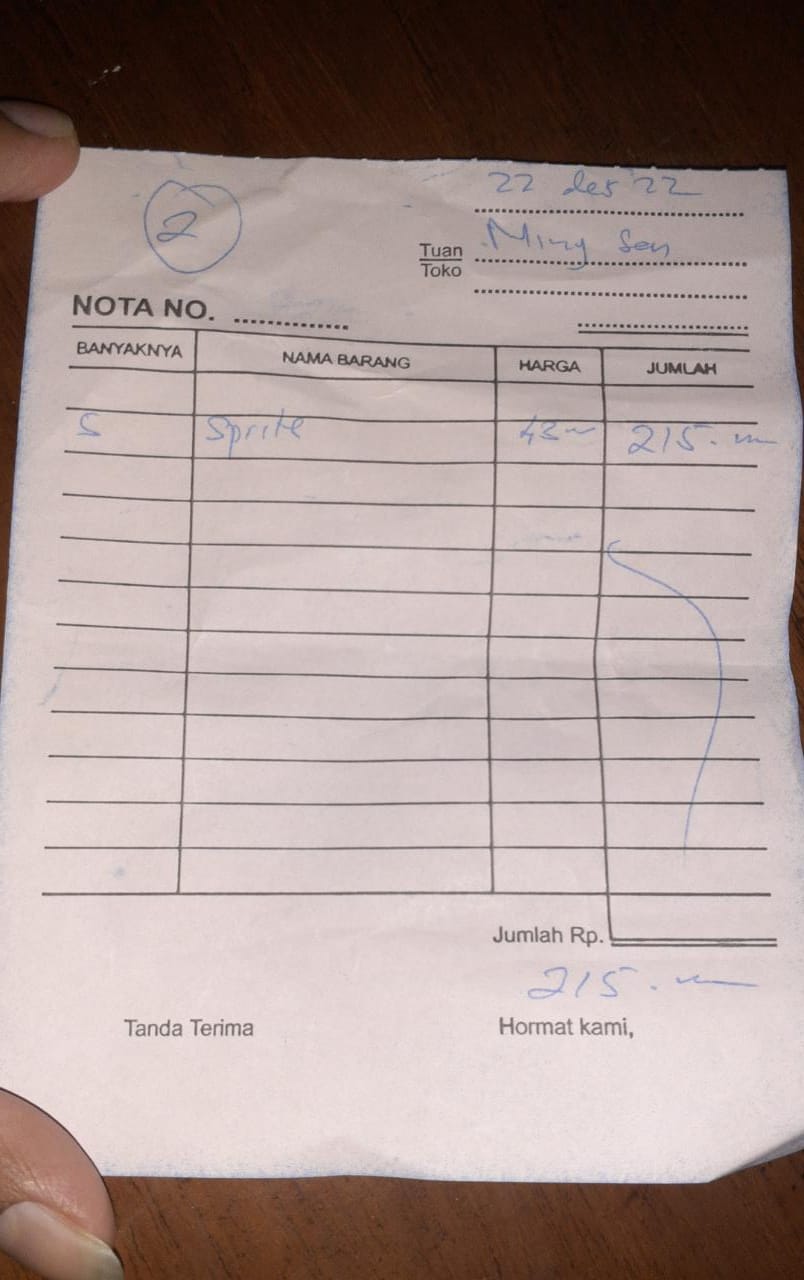 2
22 des '22
Tuan Ming Sen
Toko
NOTA NO.
BANYAKNYA NAMA BARANG HARGA JUMLAH
5 Sprite 43 215.
Jumlah Rp.
215.
Tanda Terima Hormat kami,